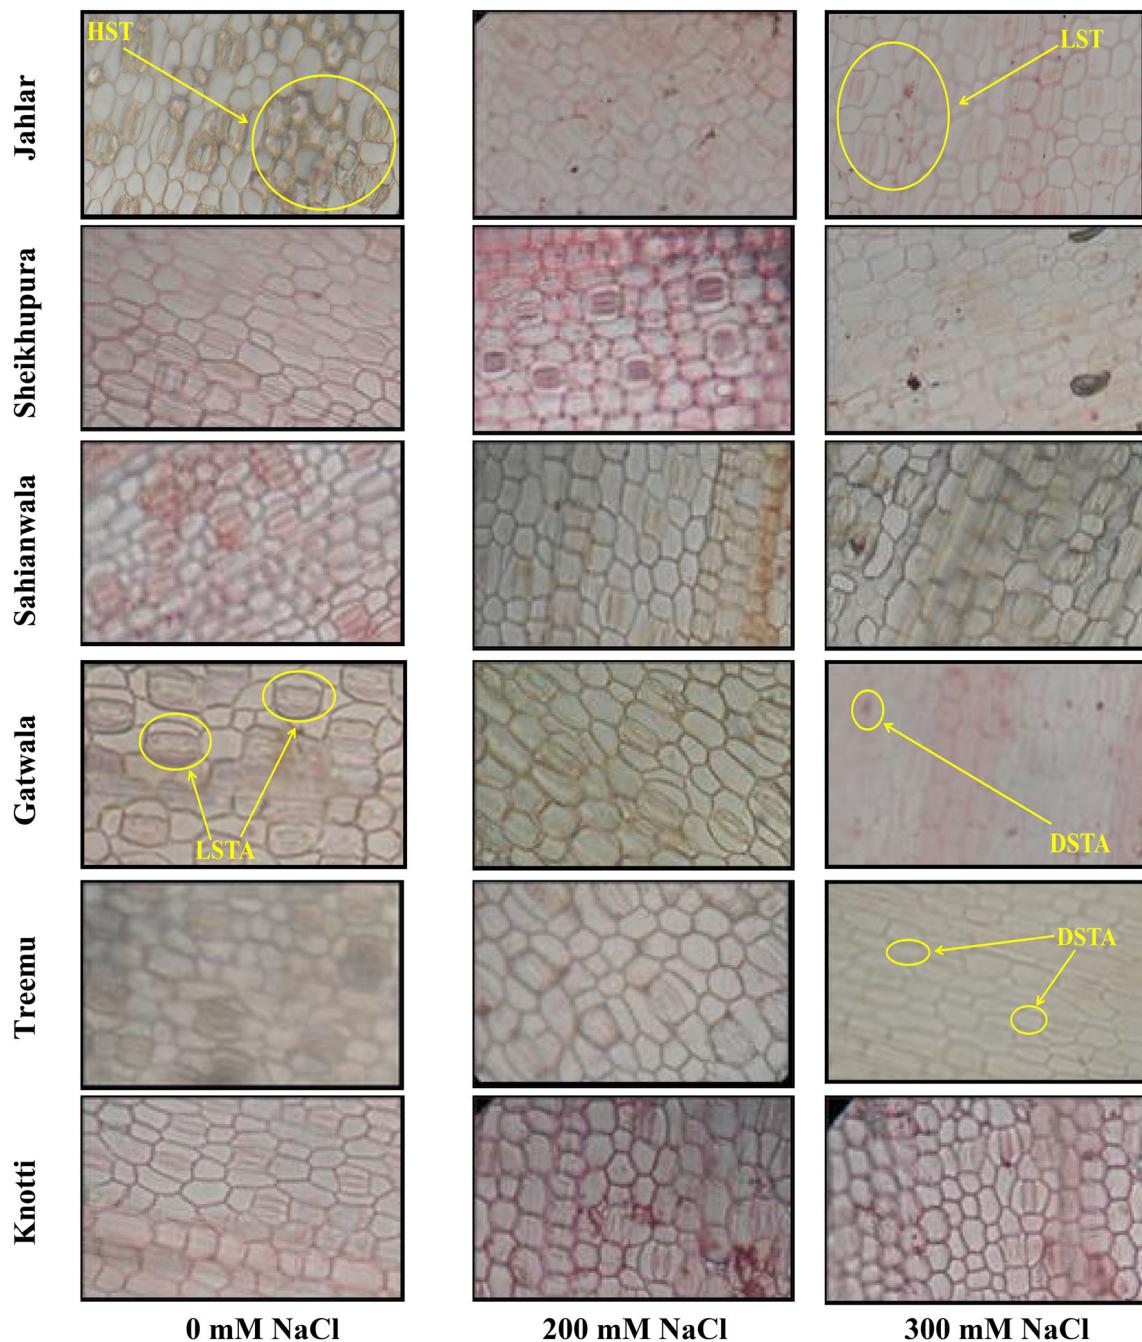 HST
LST
Jahlar
Sheikhupura
Sahianwala
LSTA
DSTA
Gatwala
DSTA
Treemu
Knotti
0 mM NaCl
200 mM NaCl
300 mM NaCl